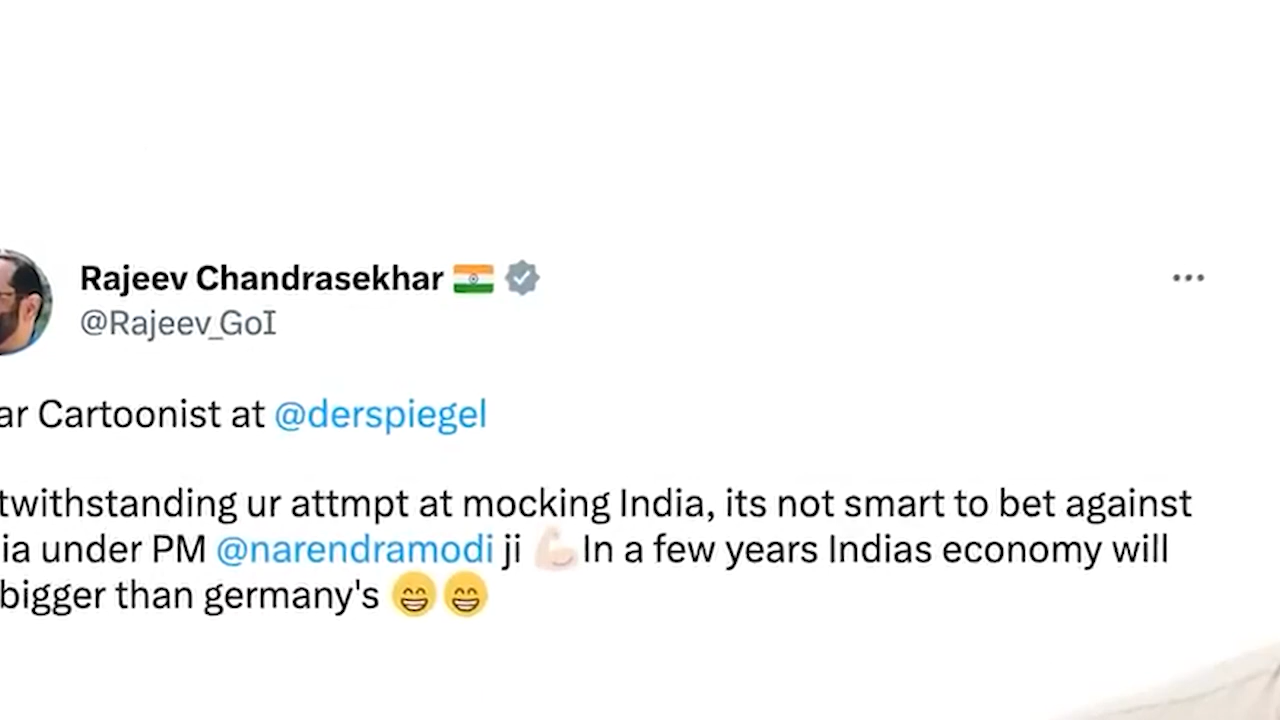 Rajeev Chandrasekhar 🇮🇳
@Rajeev_GoI
ar Cartoonist at @derspiegel
twithstanding ur attmpt at mocking India, its not smart to bet against
ia under PM @narendramodi ji 💪🏻In a few years Indias economy will
bigger than germany's 😁😁